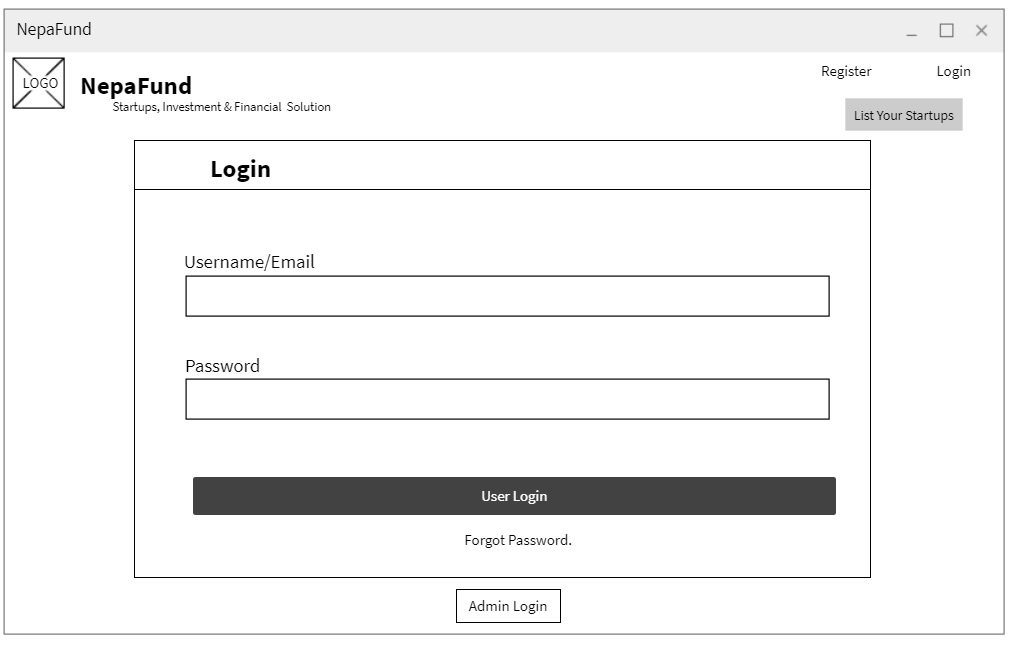 NepaFund
LOGO
NepaFund
Startups, Investment & Financial Solution
Register
Login
List Your Startups
Login
Username/Email
Password
User Login
Forgot Password.
Admin Login